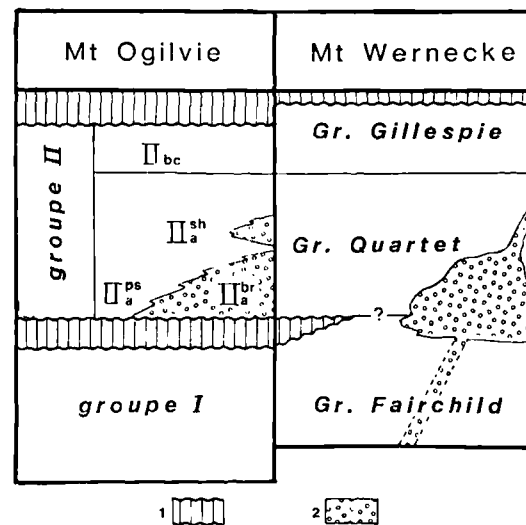 Mt Ogilvie
Mt Wernecke
groupe II
II bc
II a sh
II a ps
II a br
groupe I
Gr. Gillespie
Gr. Quartet
?
Gr. Fairchild
1
2